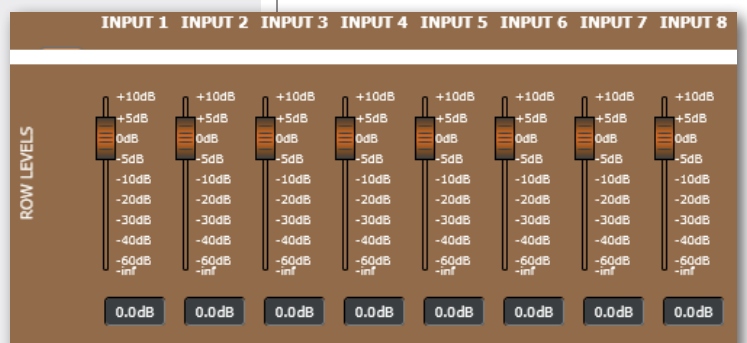 INPUT 1 INPUT 2 INPUT 3 INPUT 4 INPUT 5 INPUT 6 INPUT 7 INPUT 8
ROW LEVELS
+10dB +10dB +10dB +10dB +10dB +10dB +10dB +10dB
+5dB +5dB +5dB +5dB +5dB +5dB +5dB +5dB
0dB 0dB 0dB 0dB 0dB 0dB 0dB 0dB
-5dB -5dB -5dB -5dB -5dB -5dB -5dB -5dB
-10dB -10dB -10dB -10dB -10dB -10dB -10dB -10dB
-20dB -20dB -20dB -20dB -20dB -20dB -20dB -20dB
-30dB -30dB -30dB -30dB -30dB -30dB -30dB -30dB
-40dB -40dB -40dB -40dB -40dB -40dB -40dB -40dB
-60dB -60dB -60dB -60dB -60dB -60dB -60dB -60dB
-inf -inf -inf -inf -inf -inf -inf -inf
0.0dB 0.0dB 0.0dB 0.0dB 0.0dB 0.0dB 0.0dB 0.0dB